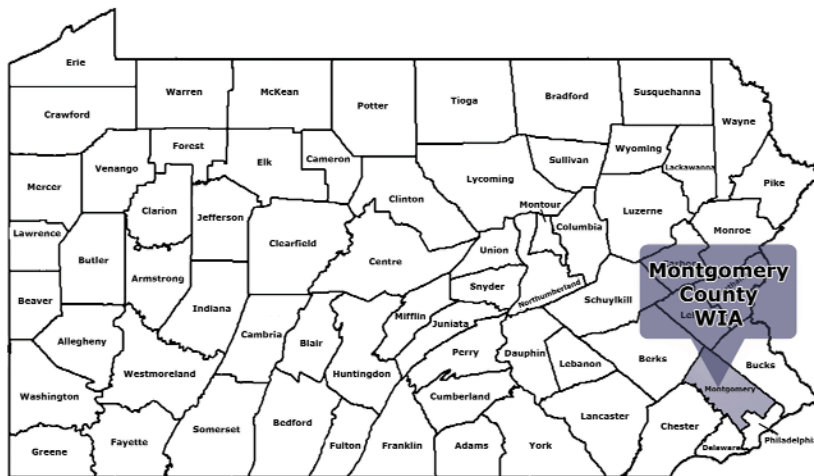 Erie
Crawford
Warren
McKean
Potter
Tioga
Bradford
Susquehanna
Wayne
Forest
Venango
Elk
Cameron
Sullivan
Wyoming
Lackawanna
Mercer
Clarion
Jefferson
Clinton
Lycoming
Montour
Columbia
Luzerne
Pike
Lawrence
Butler
Clearfield
Centre
Union
Monroe
Beaver
Armstrong
Indiana
Snyder
Northumberland
Schuylkill
Montgomery
County
WIA
Allegheny
Cambria
Blair
Mifflin
Juniata
Huntingdon
Perry
Dauphin
Lebanon
Berks
Bucks
Westmoreland
Washington
Cumberland
Montgomery
Lancaster
Chester
Philadelphia
Delaware
Greene
Fayette
Somerset
Bedford
Fulton
Franklin
Adams
York